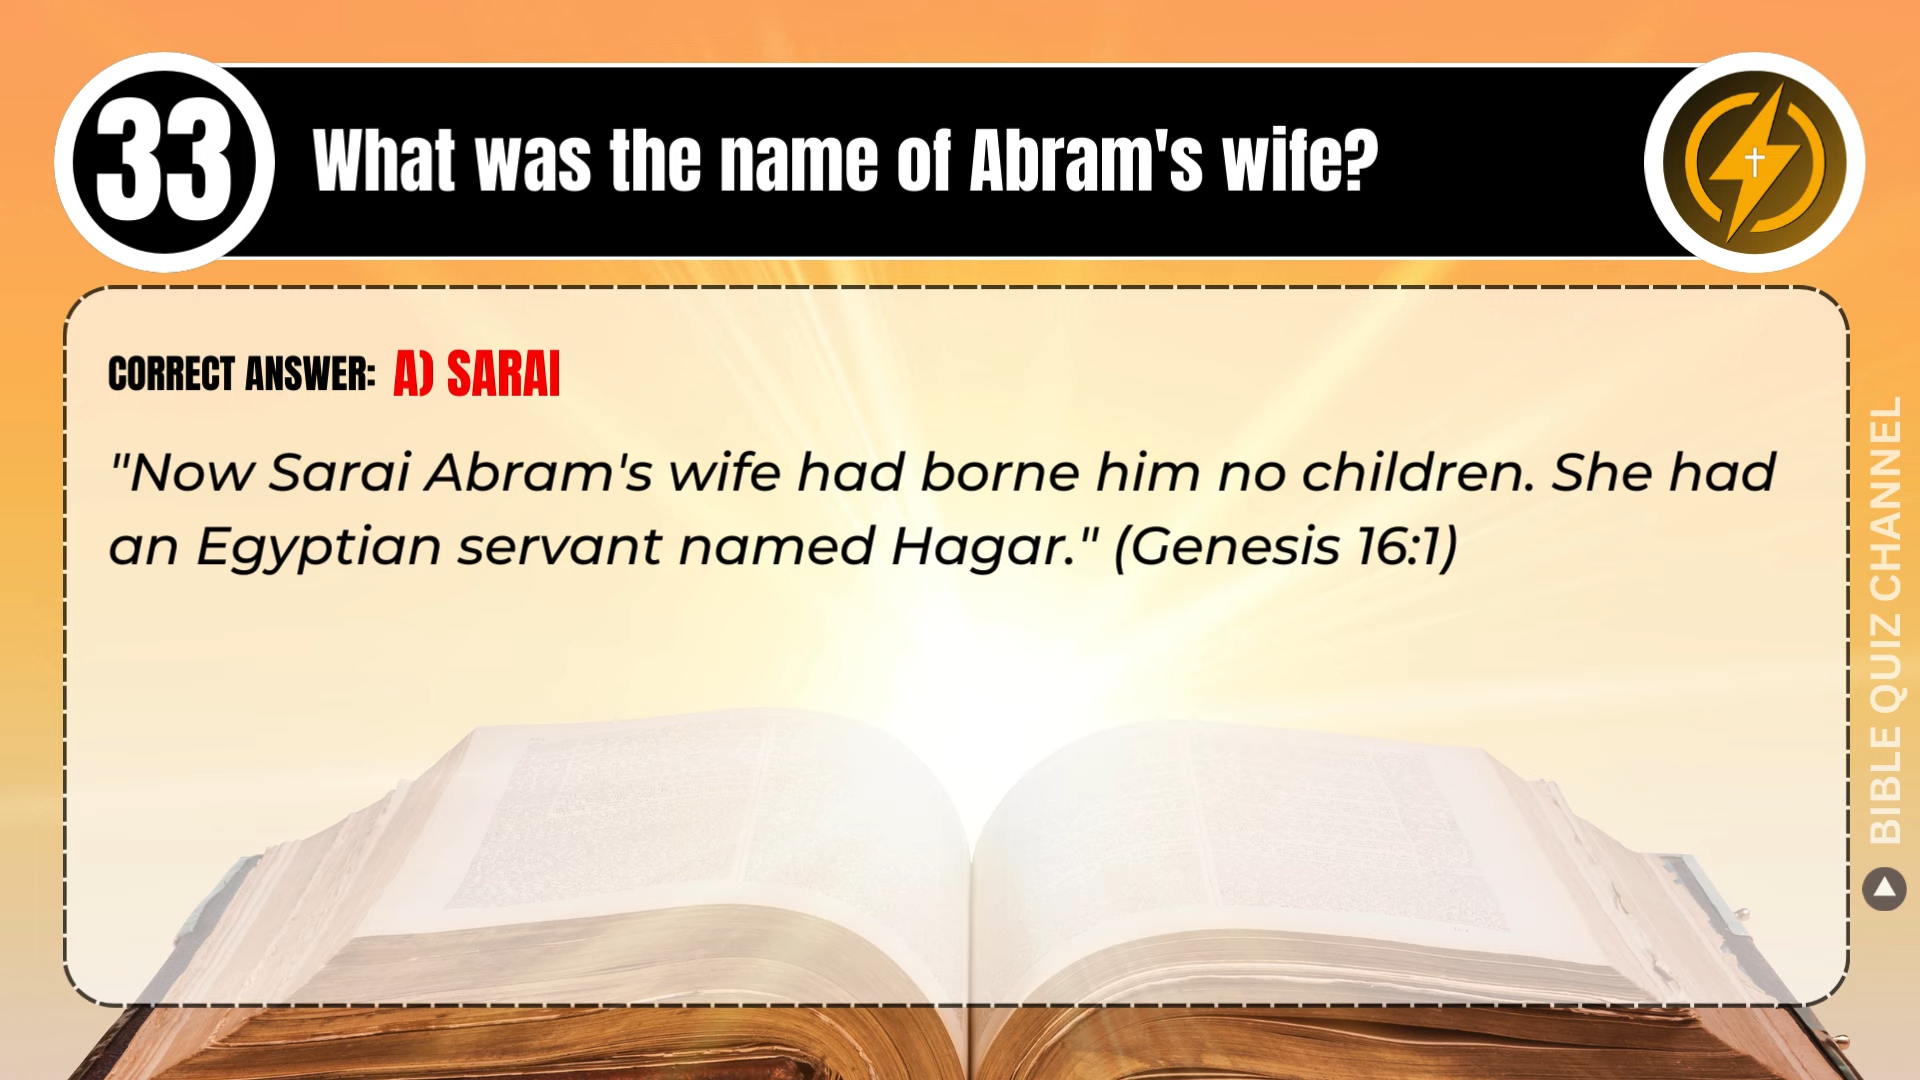 33
What was the name of Abram's wife?
CORRECT ANSWER: A) SARAI
"Now Sarai Abram's wife had borne him no children. She had
an Egyptian servant named Hagar." (Genesis 16:1)
BIBLE QUIZ CHANNEL